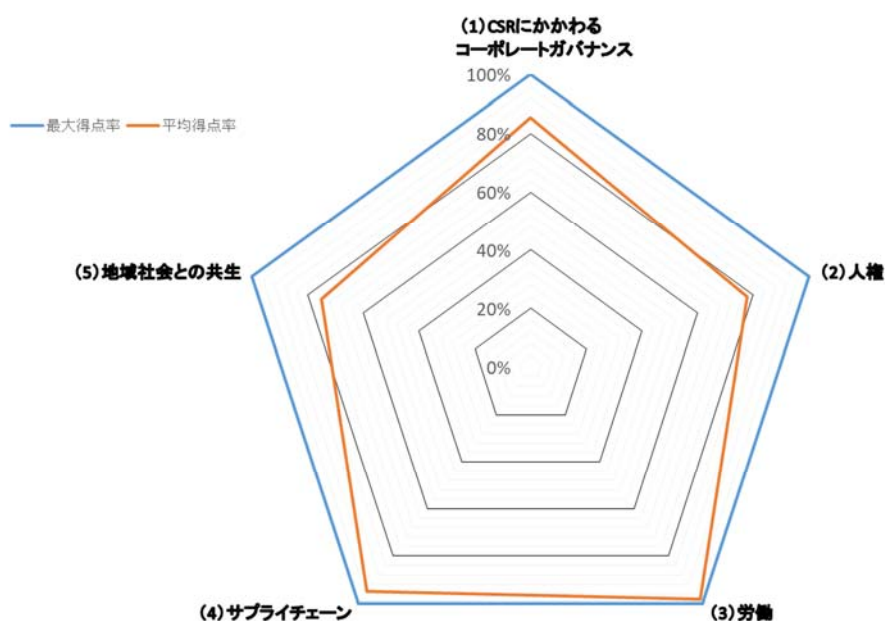 (1)CSRにかかわる
コーポレートガバナンス
100%
最大得点率 平均得点率
80%
60%
(5)地域社会との共生
(2)人権
40%
20%
0%
(4)サプライチェーン
(3)労働